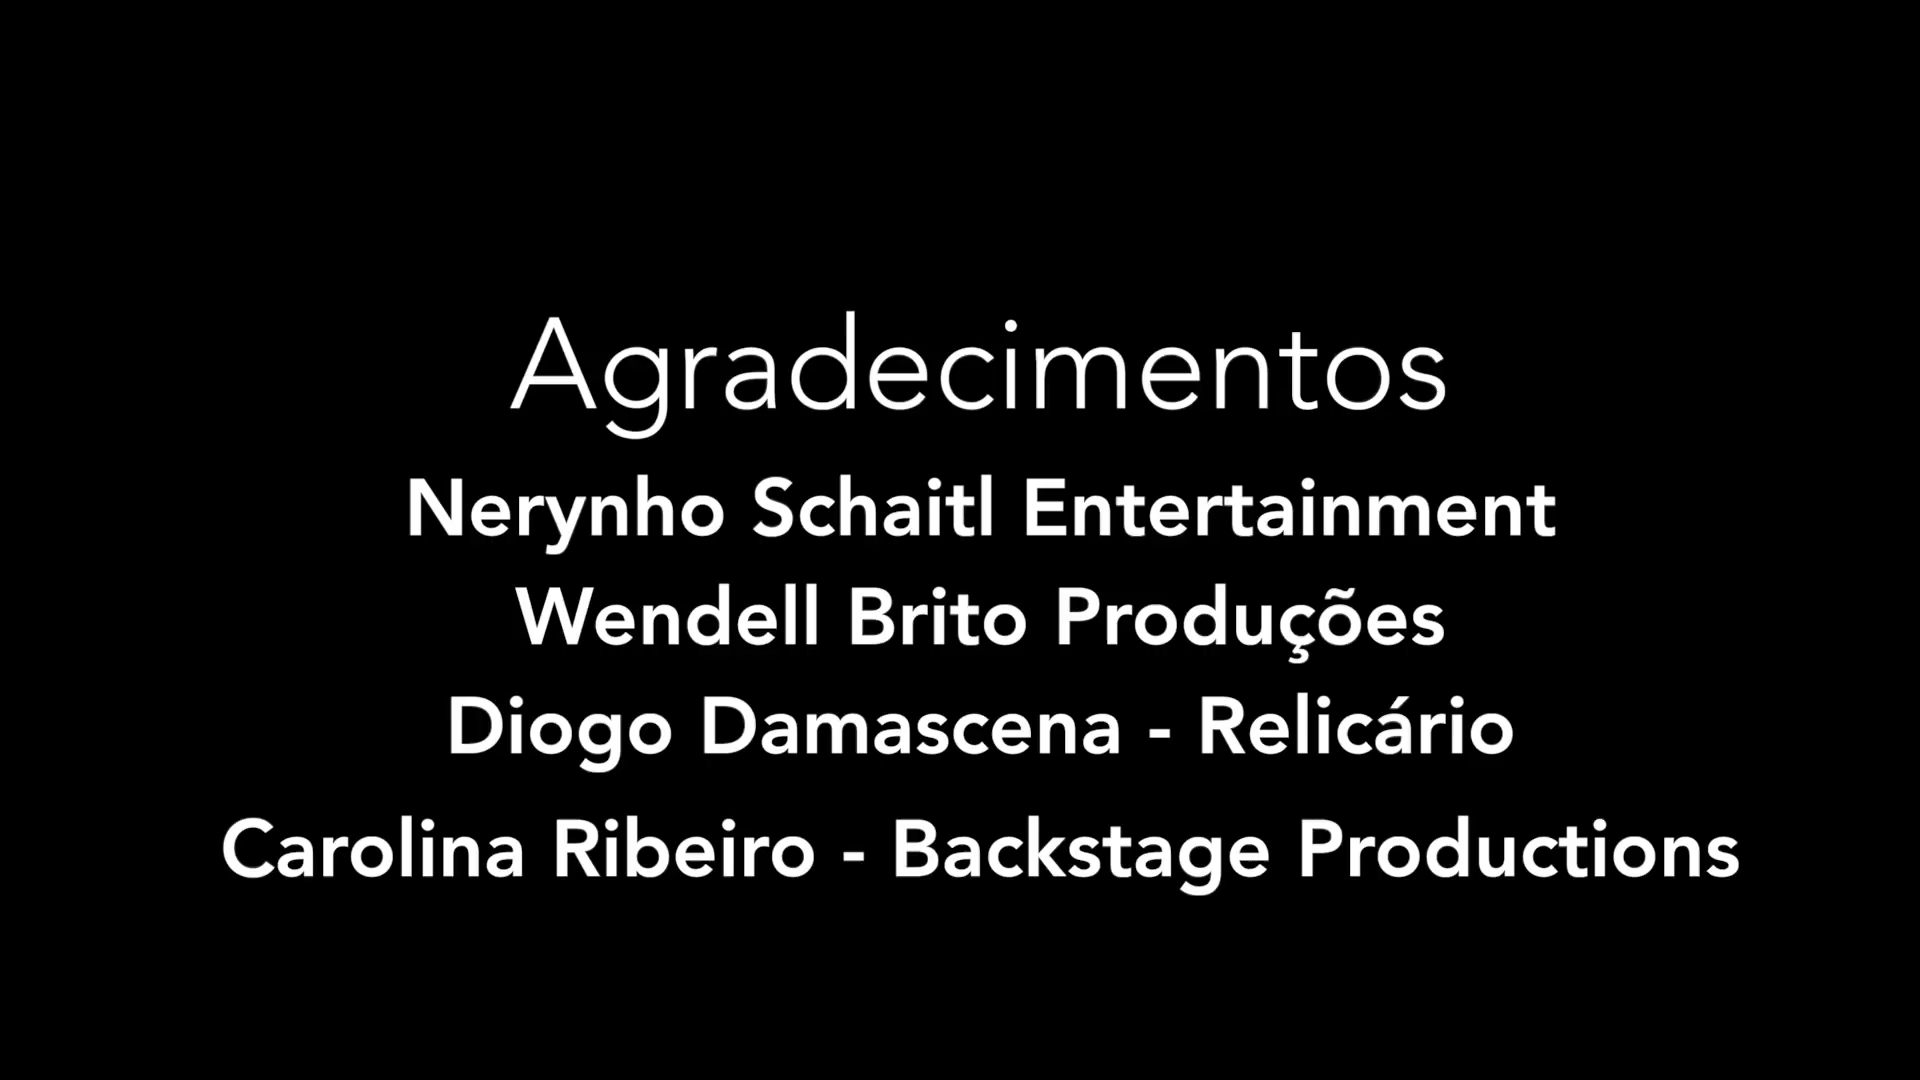 Agradecimentos
Nerynho Schaitl Entertainment
Wendell Brito Produções
Diogo Damascena - Relicário
Carolina Ribeiro - Backstage Productions